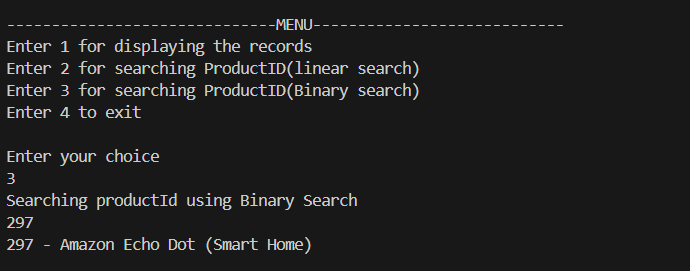 ------------------------------MENU----------------------------
Enter 1 for displaying the records
Enter 2 for searching ProductID(linear search)
Enter 3 for searching ProductID(Binary search)
Enter 4 to exit
Enter your choice
3
Searching productId using Binary Search
297
297 - Amazon Echo Dot (Smart Home)